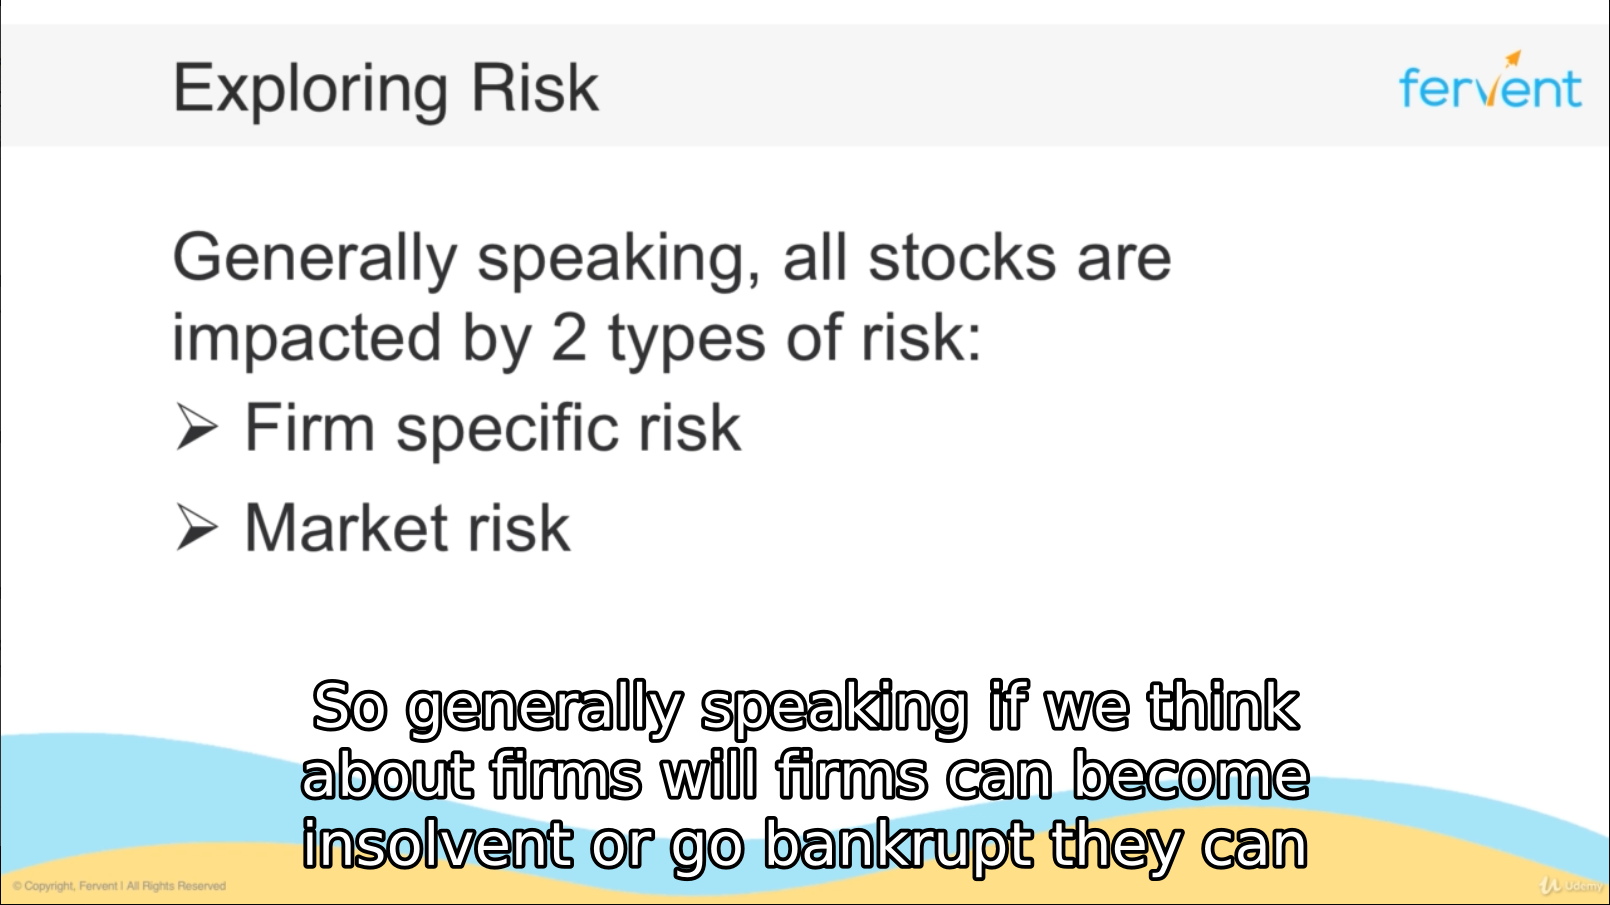 Exploring Risk
fervent
Generally speaking, all stocks are
impacted by 2 types of risk:
➢ Firm specific risk
➢ Market risk
So generally speaking if we think
about firms will firms can become
insolvent or go bankrupt they can
© Copyright, Fervent | All Rights Reserved
Udemy